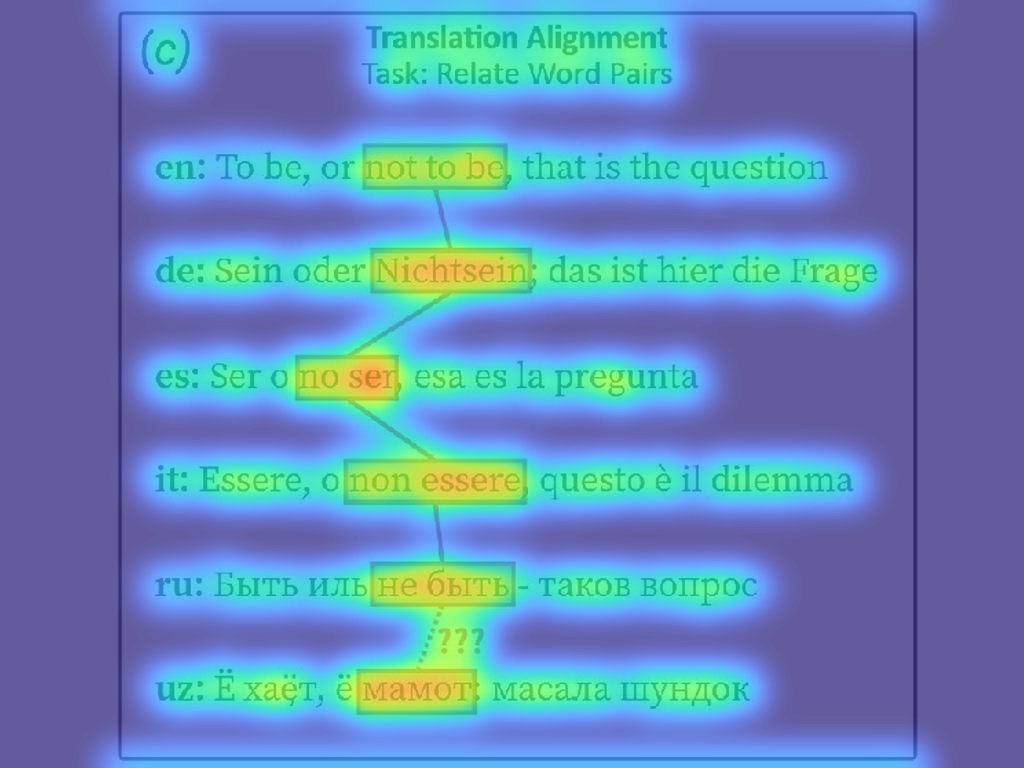 (c)
Translation Alignment
Task: Relate Word Pairs
en: To be, or not to be, that is the question
de: Sein oder Nichtsein; das ist hier die Frage
es: Ser o no ser, esa es la pregunta
it: Essere, o non essere, questo è il dilemma
ru: Быть иль не быть - таков вопрос
???
uz: Ё хаёт, ё мамот: масала шундок